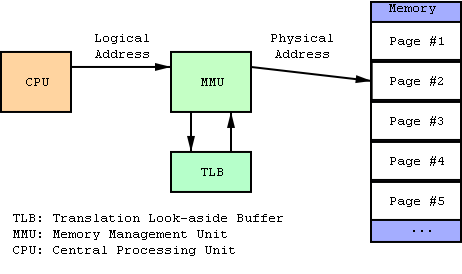 Memory
Logical
Address
Physical
Address
Page #1
CPU
MMU
Page #2
Page #3
TLB
Page #4
Page #5
...
TLB: Translation Look-aside Buffer
MMU: Memory Management Unit
CPU: Central Processing Unit